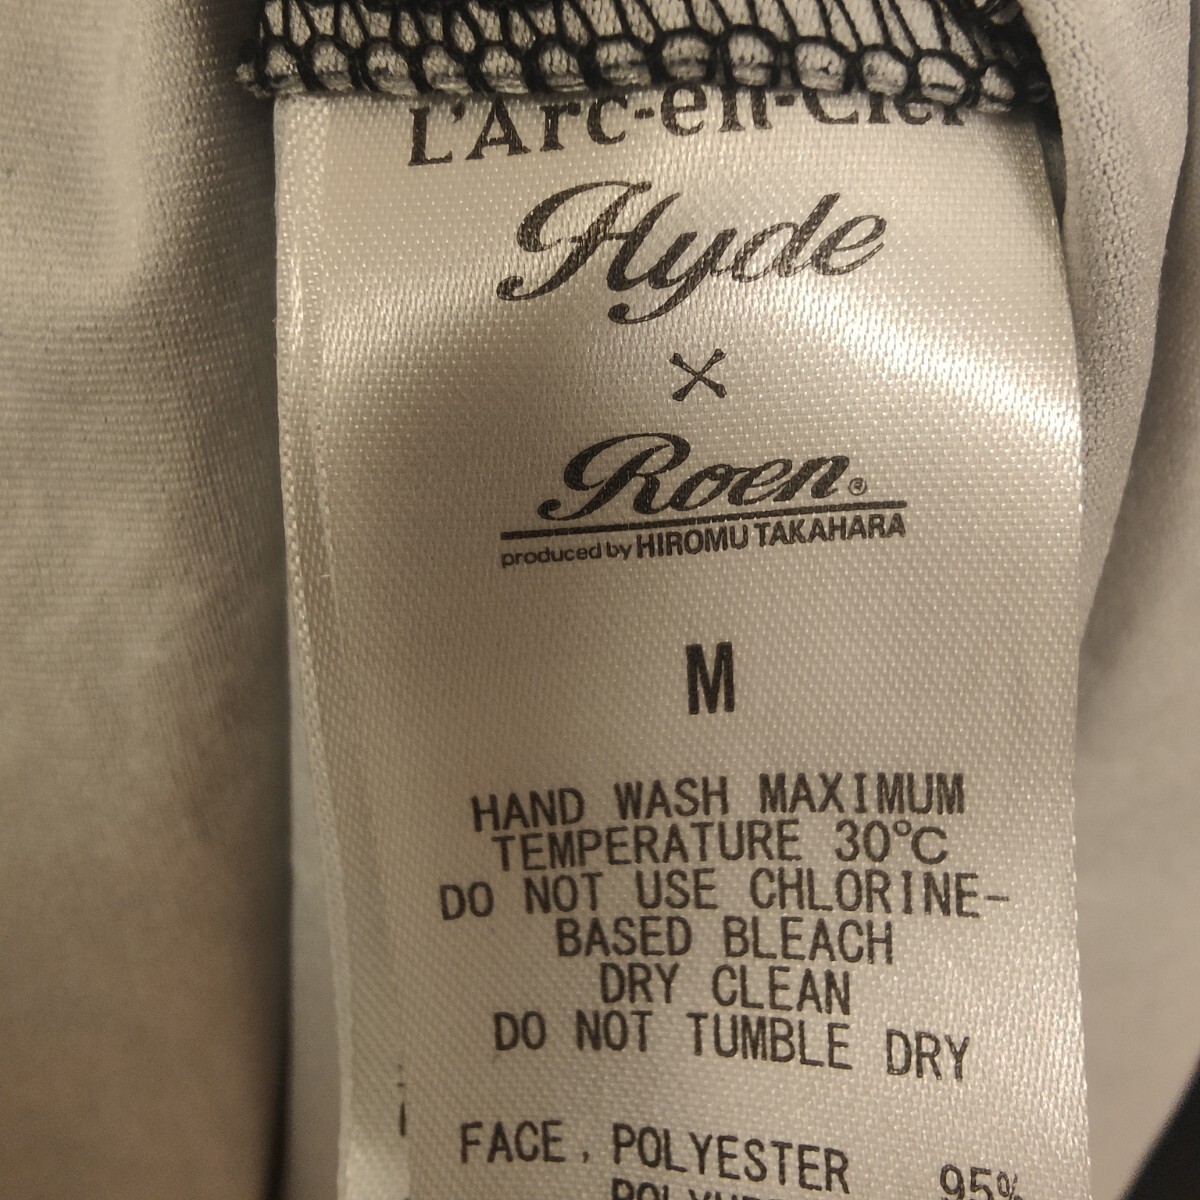 L'Arc-en-Ciel
Hyde
×
Roen®
produced by HIROMU TAKAHARA
M
HAND WASH MAXIMUM
TEMPERATURE 30℃
DO NOT USE CHLORINE-
BASED BLEACH
DRY CLEAN
DO NOT TUMBLE DRY
FACE, POLYESTER 95%